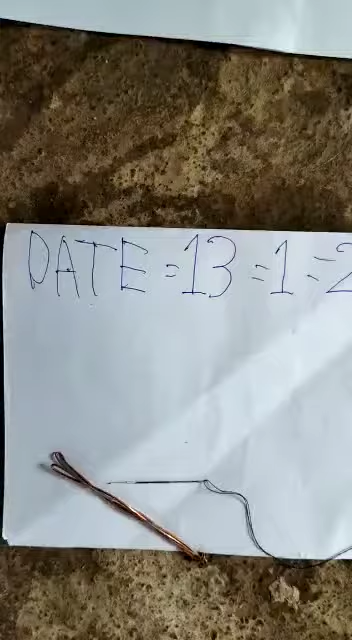 DATE = 13 = 1 = 2